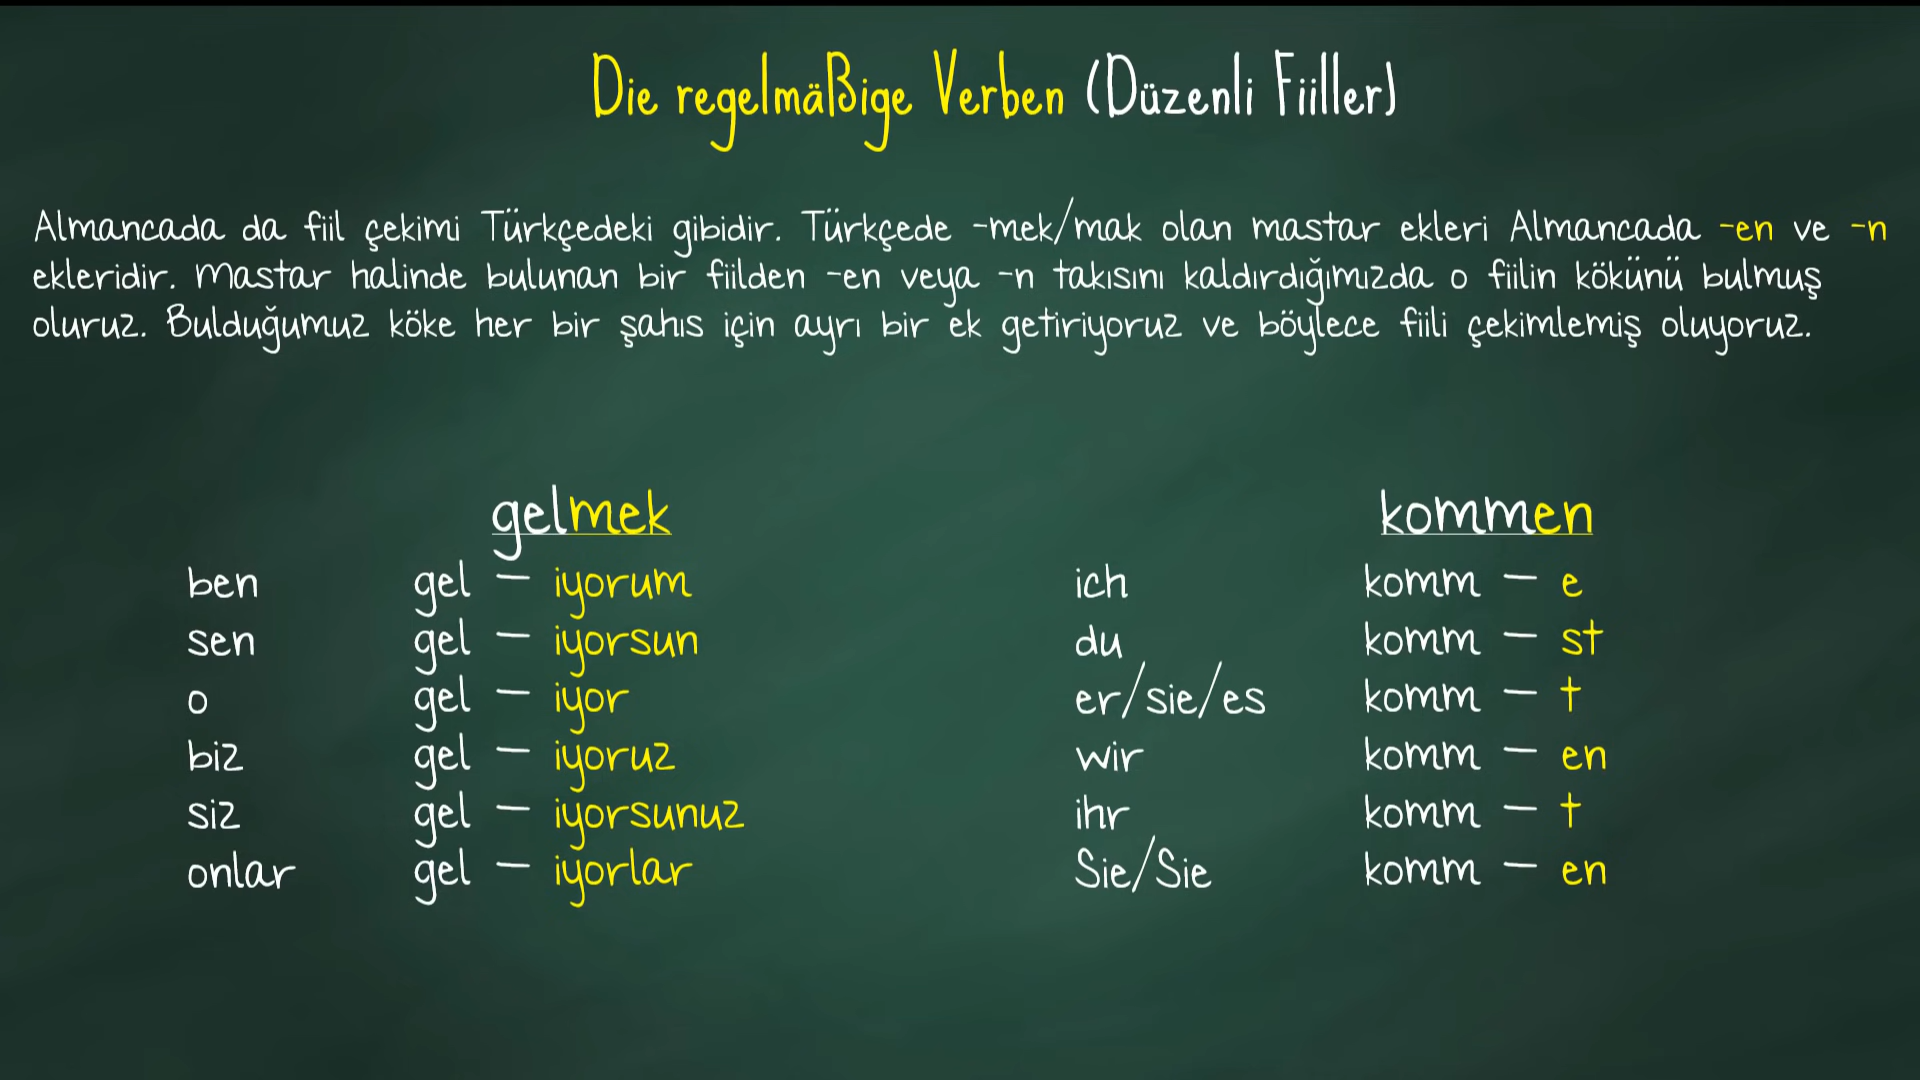 Die regelmäßige Verben (Düzenli Fiiller)
Almancada da fiil çekimi Türkçedeki gibidir. Türkçede -mek/mak olan mastar ekleri Almancada -en ve -n
ekleridir. Mastar halinde bulunan bir fiilden -en veya -n takısını kaldırdığımızda o fiilin kökünü bulmuş
oluruz. Bulduğumuz köke her bir şahıs için ayrı bir ek getiriyoruz ve böylece fiili çekimlemiş oluyoruz.
gelmek
ben gel – iyorum
sen gel – iyorsun
o gel – iyor
biz gel – iyoruz
siz gel – iyorsunuz
onlar gel – iyorlar
kommen
ich komm – e
du komm – st
er/sie/es komm – t
wir komm – en
ihr komm – t
Sie/Sie komm – en